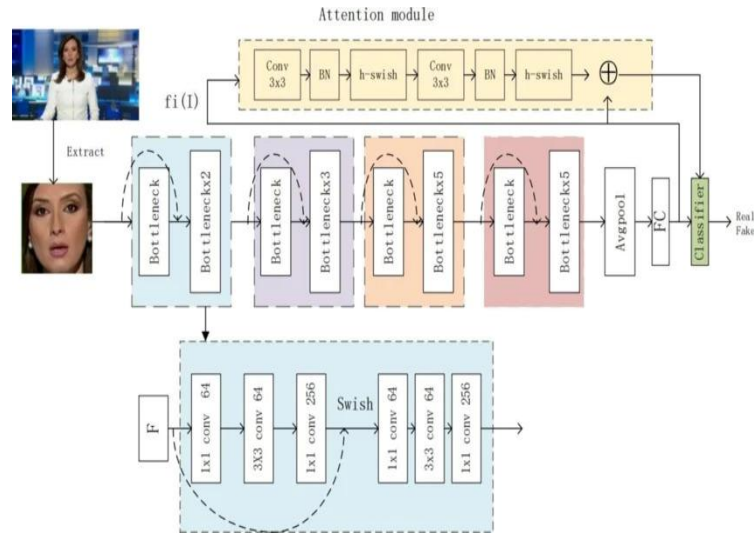 Attention module
Conv
3x3
BN
h-swish
Conv
3x3
BN
h-swish
fi(I)
Extract
Bottleneck
Bottleneckx2
Bottleneck
Bottleneckx3
Bottleneck
Bottleneckx5
Bottleneck
Bottleneckx5
Avgpool
FC
Classifier
Real
Fake
F
1x1 conv 64
3X3 conv 64
1x1 conv 256
Swish
1x1 conv 64
3x3 conv 64
1x1 conv 256